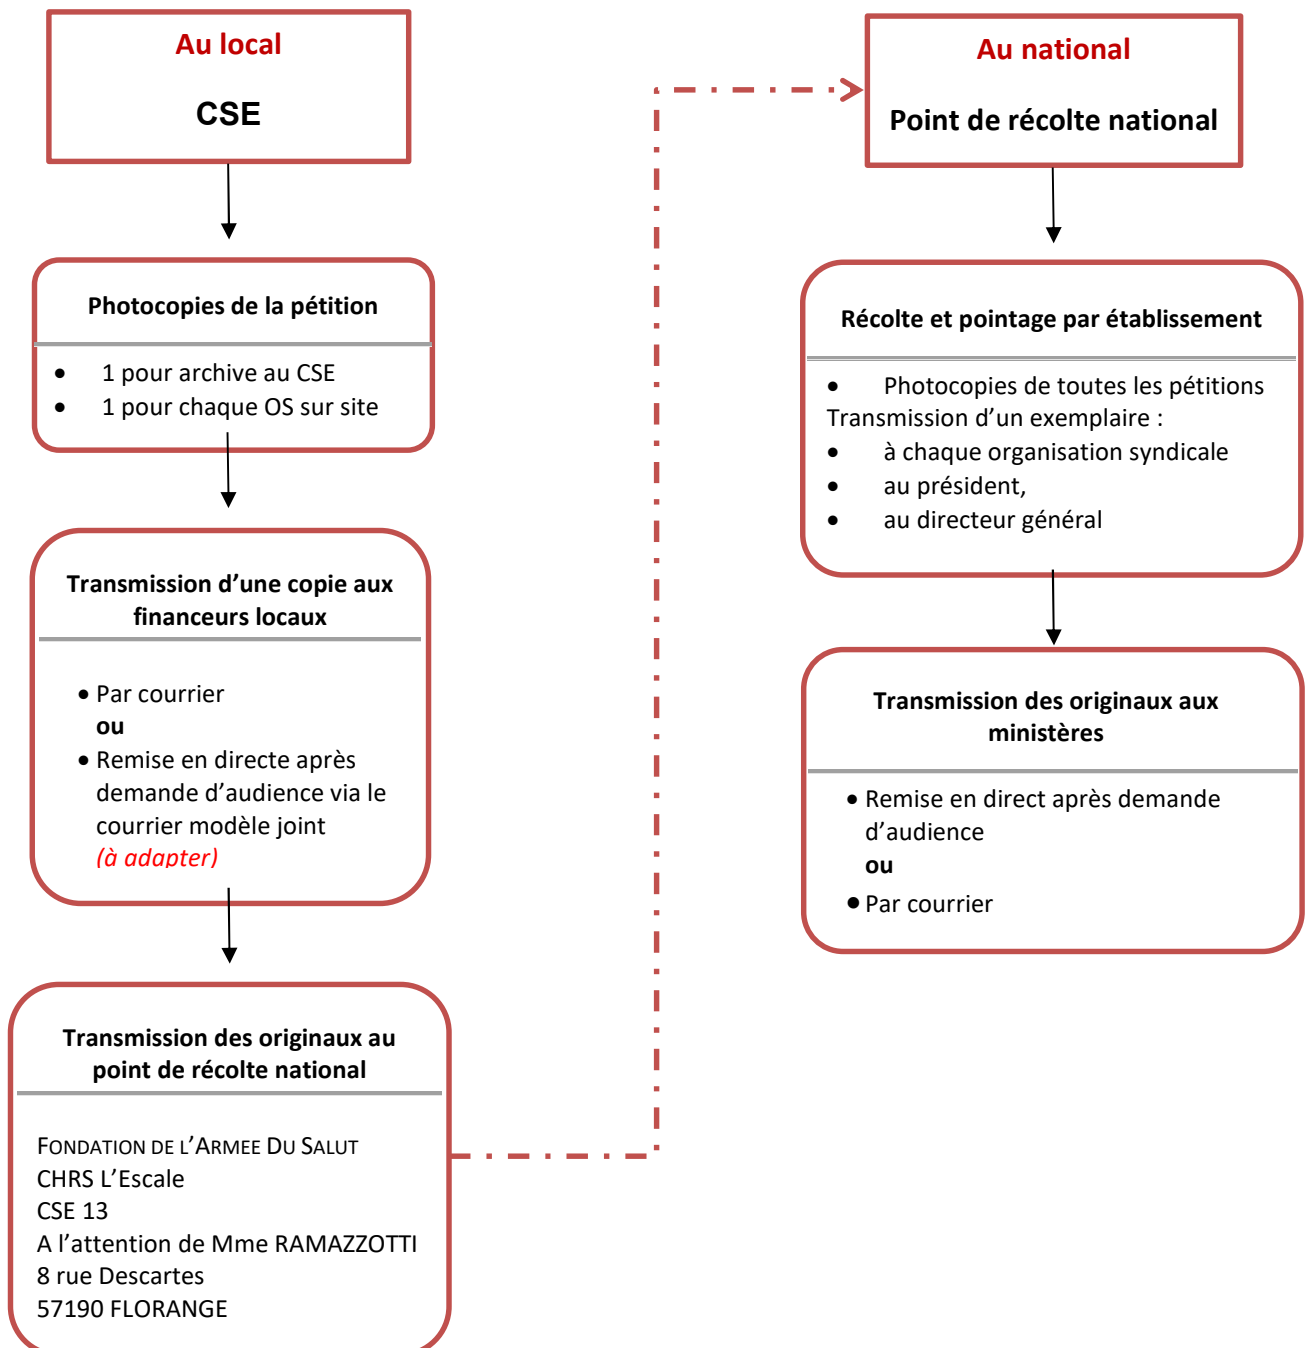 Au local
CSE
Photocopies de la pétition
• 1 pour archive au CSE
• 1 pour chaque OS sur site
Transmission d’une copie aux
financeurs locaux
• Par courrier
ou
• Remise en directe après
demande d’audience via le
courrier modèle joint
(à adapter)
Transmission des originaux au
point de récolte national
FONDATION DE L’ARMEE DU SALUT
CHRS L’Escale
CSE 13
A l’attention de Mme RAMAZZOTTI
8 rue Descartes
57190 FLORANGE
Au national
Point de récolte national
Récolte et pointage par établissement
• Photocopies de toutes les pétitions
Transmission d’un exemplaire :
• à chaque organisation syndicale
• au président,
• au directeur général
Transmission des originaux aux
ministères
• Remise en direct après demande
d’audience
ou
• Par courrier